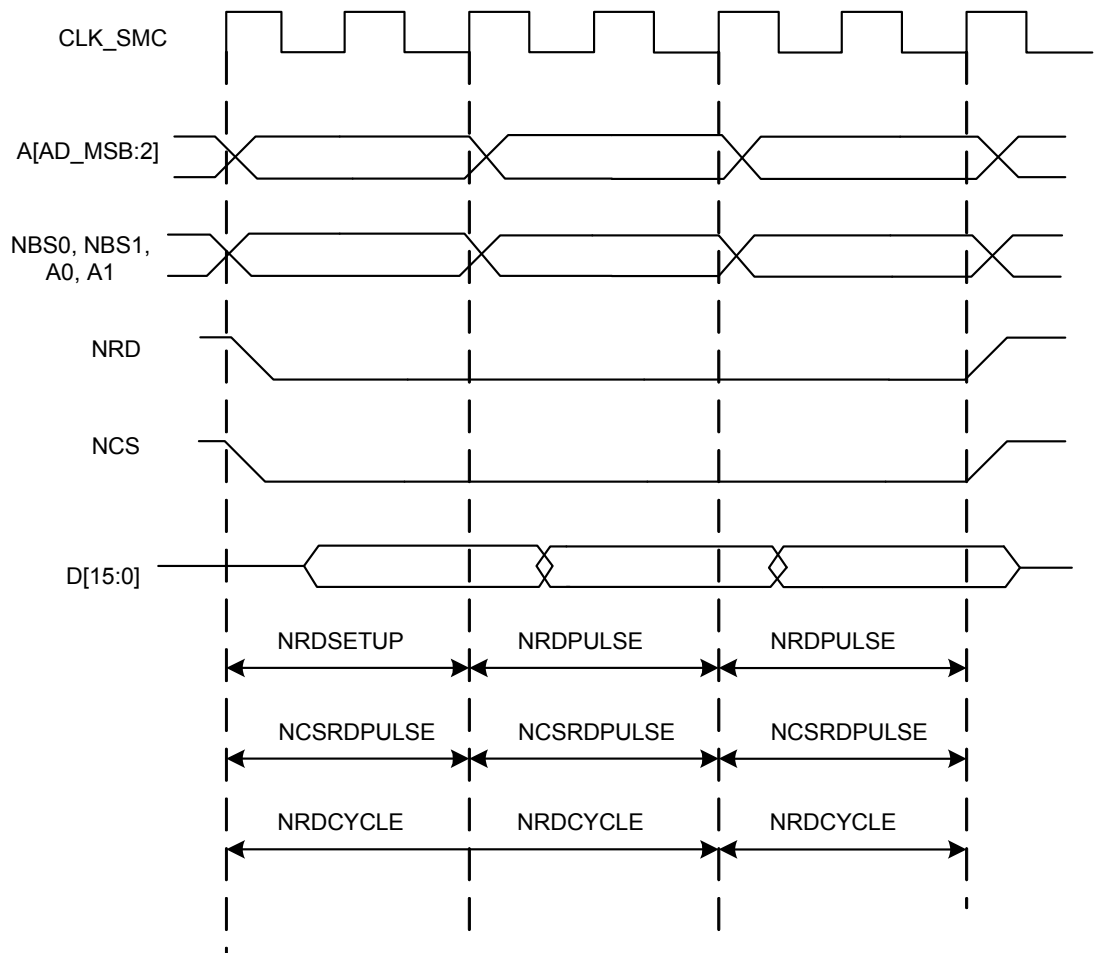 CLK_SMC
A[AD_MSB:2]
NBS0, NBS1,
A0, A1
NRD
NCS
D[15:0]
NRDSETUP NRDPULSE NRDPULSE
NCSRDPULSE NCSRDPULSE NCSRDPULSE
NRDCYCLE NRDCYCLE NRDCYCLE